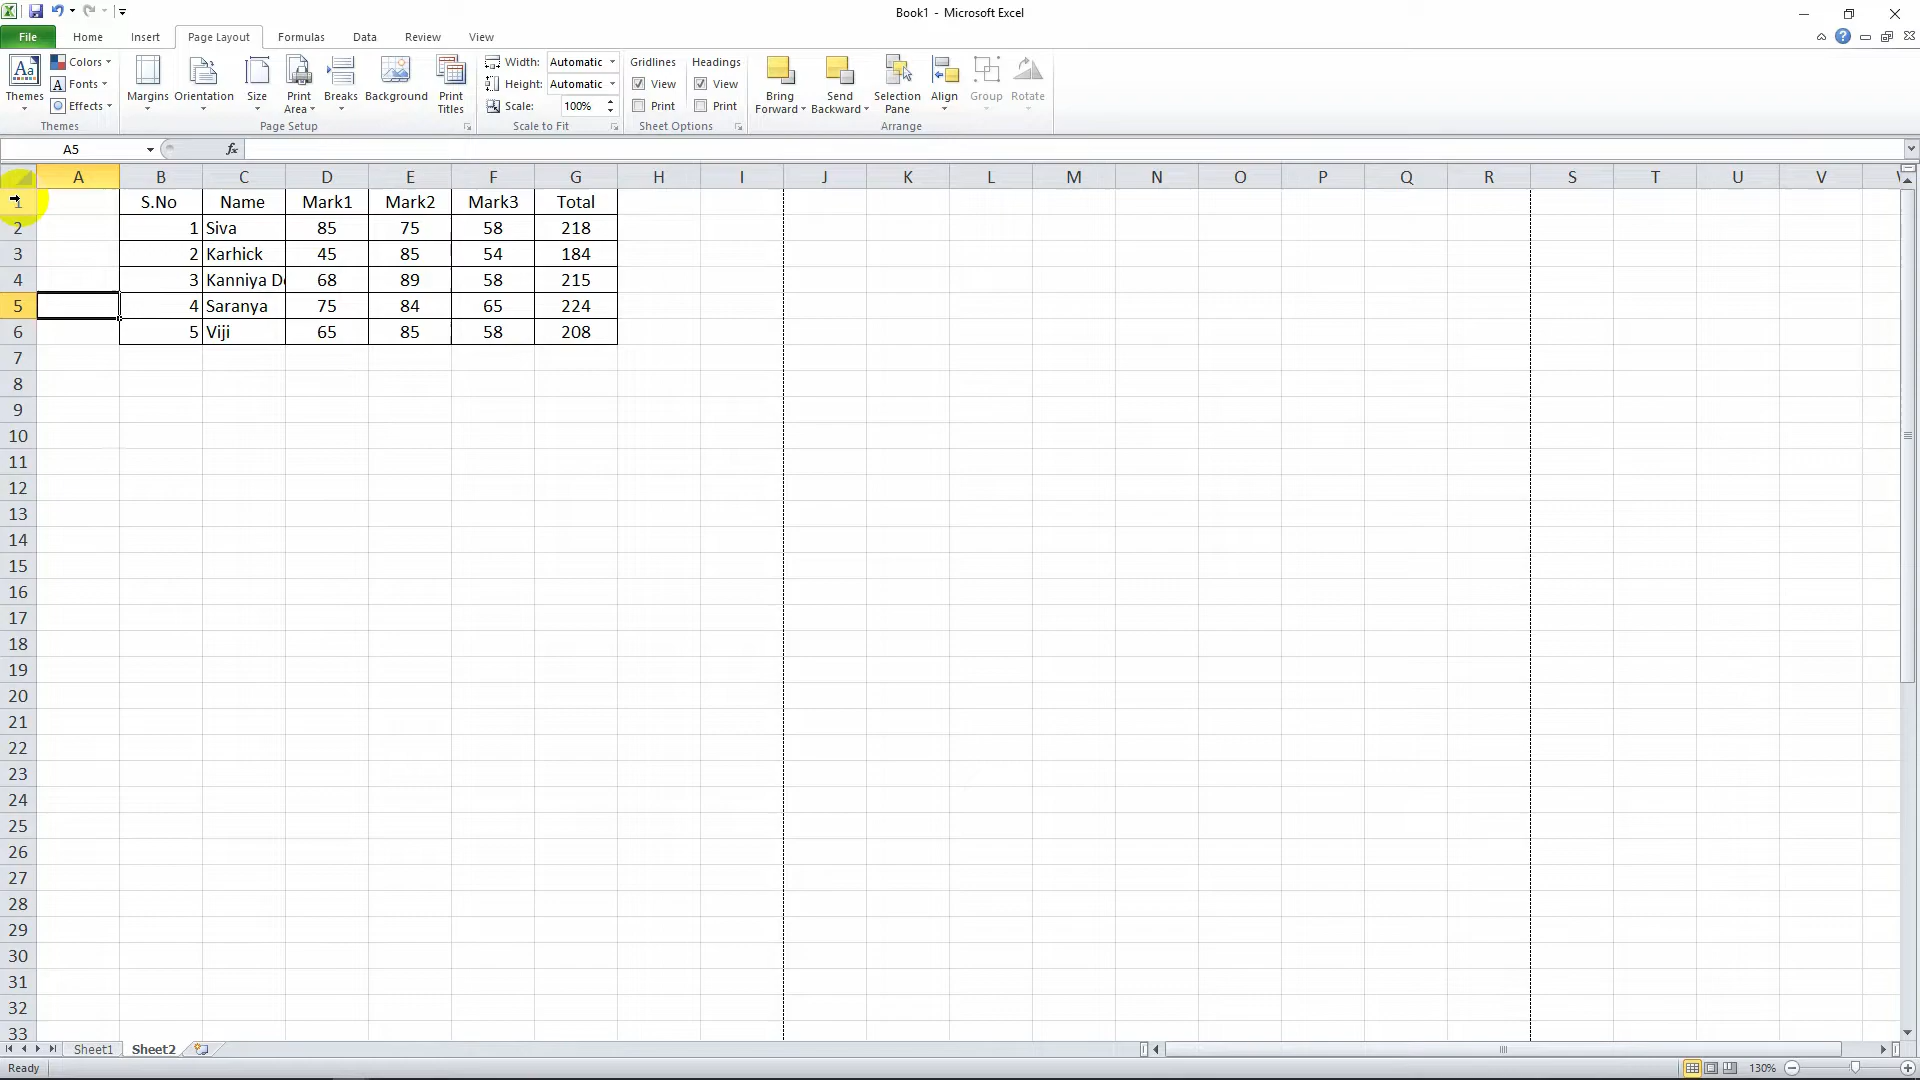 Book1 - Microsoft Excel
File Home Insert Page Layout Formulas Data Review View
Themes Colors Fonts Effects Themes
Margins Orientation Size Print Area Breaks Background Print Titles Page Setup
Width: Automatic Height: Automatic Scale: 100% Scale to Fit
Gridlines View Print Headings View Print Sheet Options
Bring Forward Send Backward Selection Pane Align Group Rotate Arrange
A5 fx
A B C D E F G H I J K L M N O P Q R S T U V
1 S.No Name Mark1 Mark2 Mark3 Total
2 1 Siva 85 75 58 218
3 2 Karhick 45 85 54 184
4 3 Kanniya De 68 89 58 215
5 4 Saranya 75 84 65 224
6 5 Viji 65 85 58 208
7
8
9
10
11
12
13
14
15
16
17
18
19
20
21
22
23
24
25
26
27
28
29
30
31
32
33
Sheet1 Sheet2
Ready 130%